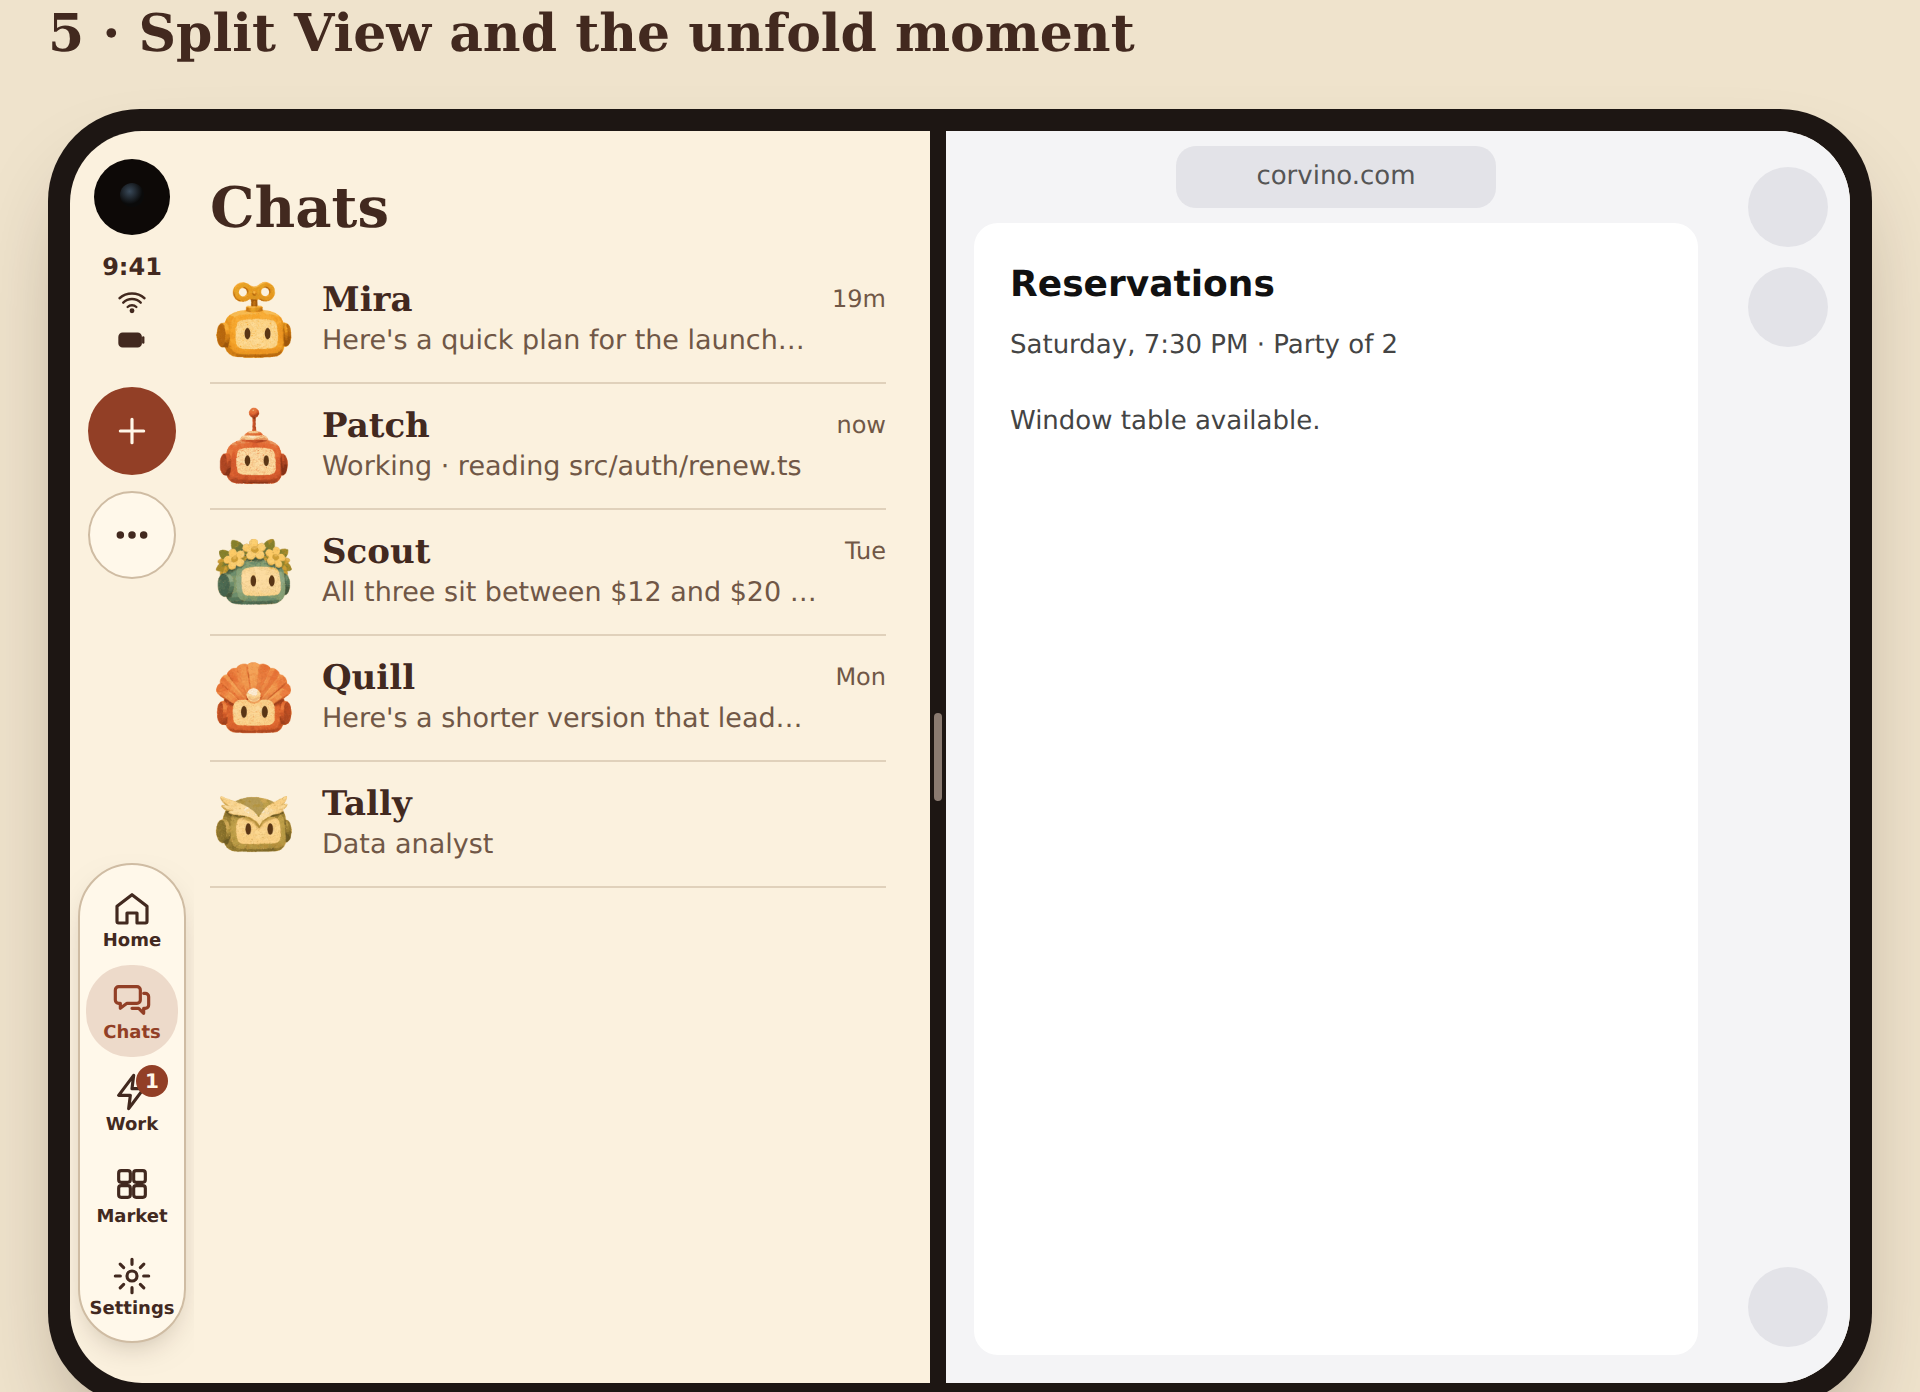 5 · Split View and the unfold moment
9:41
Home
Chats
1
Work
Market
Settings
Chats
Mira
19m
Here's a quick plan for the launch…
Patch
now
Working · reading src/auth/renew.ts
Scout
Tue
All three sit between $12 and $20 …
Quill
Mon
Here's a shorter version that lead…
Tally
Data analyst
corvino.com
Reservations
Saturday, 7:30 PM · Party of 2
Window table available.